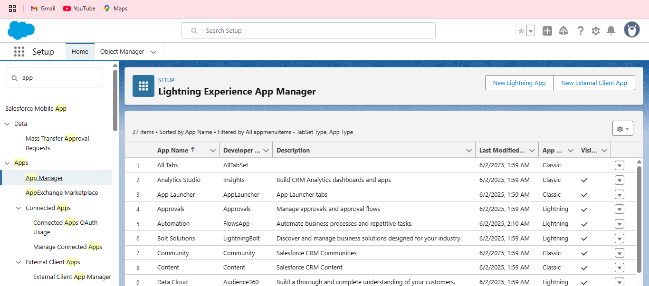 Gmail YouTube Maps
Search Setup
Setup Home Object Manager
app
SETUP
Lightning Experience App Manager
New Lightning App New External Client App
Salesforce Mobile App
Data
Mass Transfer Approval
Requests
Apps
App Manager
AppExchange Marketplace
Connected Apps
Connected Apps OAuth
Usage
Manage Connected Apps
External Client Apps
External Client App Manager
27 items • Sorted by App Name • Filtered by All appmenuitems • TabSet Type, App Type
App Name ↑ Developer ... Description Last Modified... App ... Visi...
1 All Tabs AllTabSet 6/2/2025, 1:59 AM Classic
2 Analytics Studio Insights Build CRM Analytics dashboards and apps 6/2/2025, 1:59 AM Classic
3 App Launcher AppLauncher App Launcher tabs 6/2/2025, 1:59 AM Classic
4 Approvals Approvals Manage approvals and approval flows 6/2/2025, 1:59 AM Lightning
5 Automation FlowsApp Automate business processes and repetitive tasks. 6/2/2025, 2:10 AM Lightning
6 Bolt Solutions LightningBolt Discover and manage business solutions designed for your industry. 6/2/2025, 1:59 AM Lightning
7 Community Community Salesforce CRM Communities 6/2/2025, 1:59 AM Classic
8 Content Content Salesforce CRM Content 6/2/2025, 1:59 AM Classic
9 Data Cloud Audience360 Build a thorough and complete understanding of your customers. 6/2/2025, 1:59 AM Lightning